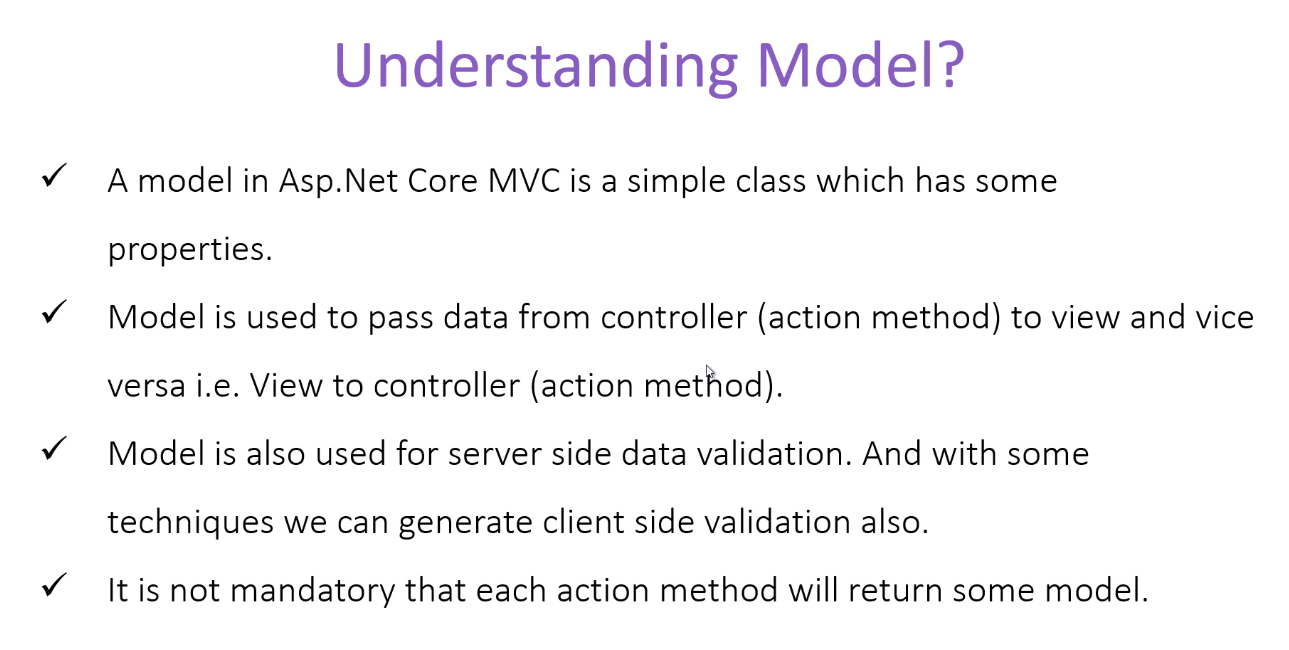 Understanding Model?
✓ A model in Asp.Net Core MVC is a simple class which has some
properties.
✓ Model is used to pass data from controller (action method) to view and vice
versa i.e. View to controller (action method).
✓ Model is also used for server side data validation. And with some
techniques we can generate client side validation also.
✓ It is not mandatory that each action method will return some model.